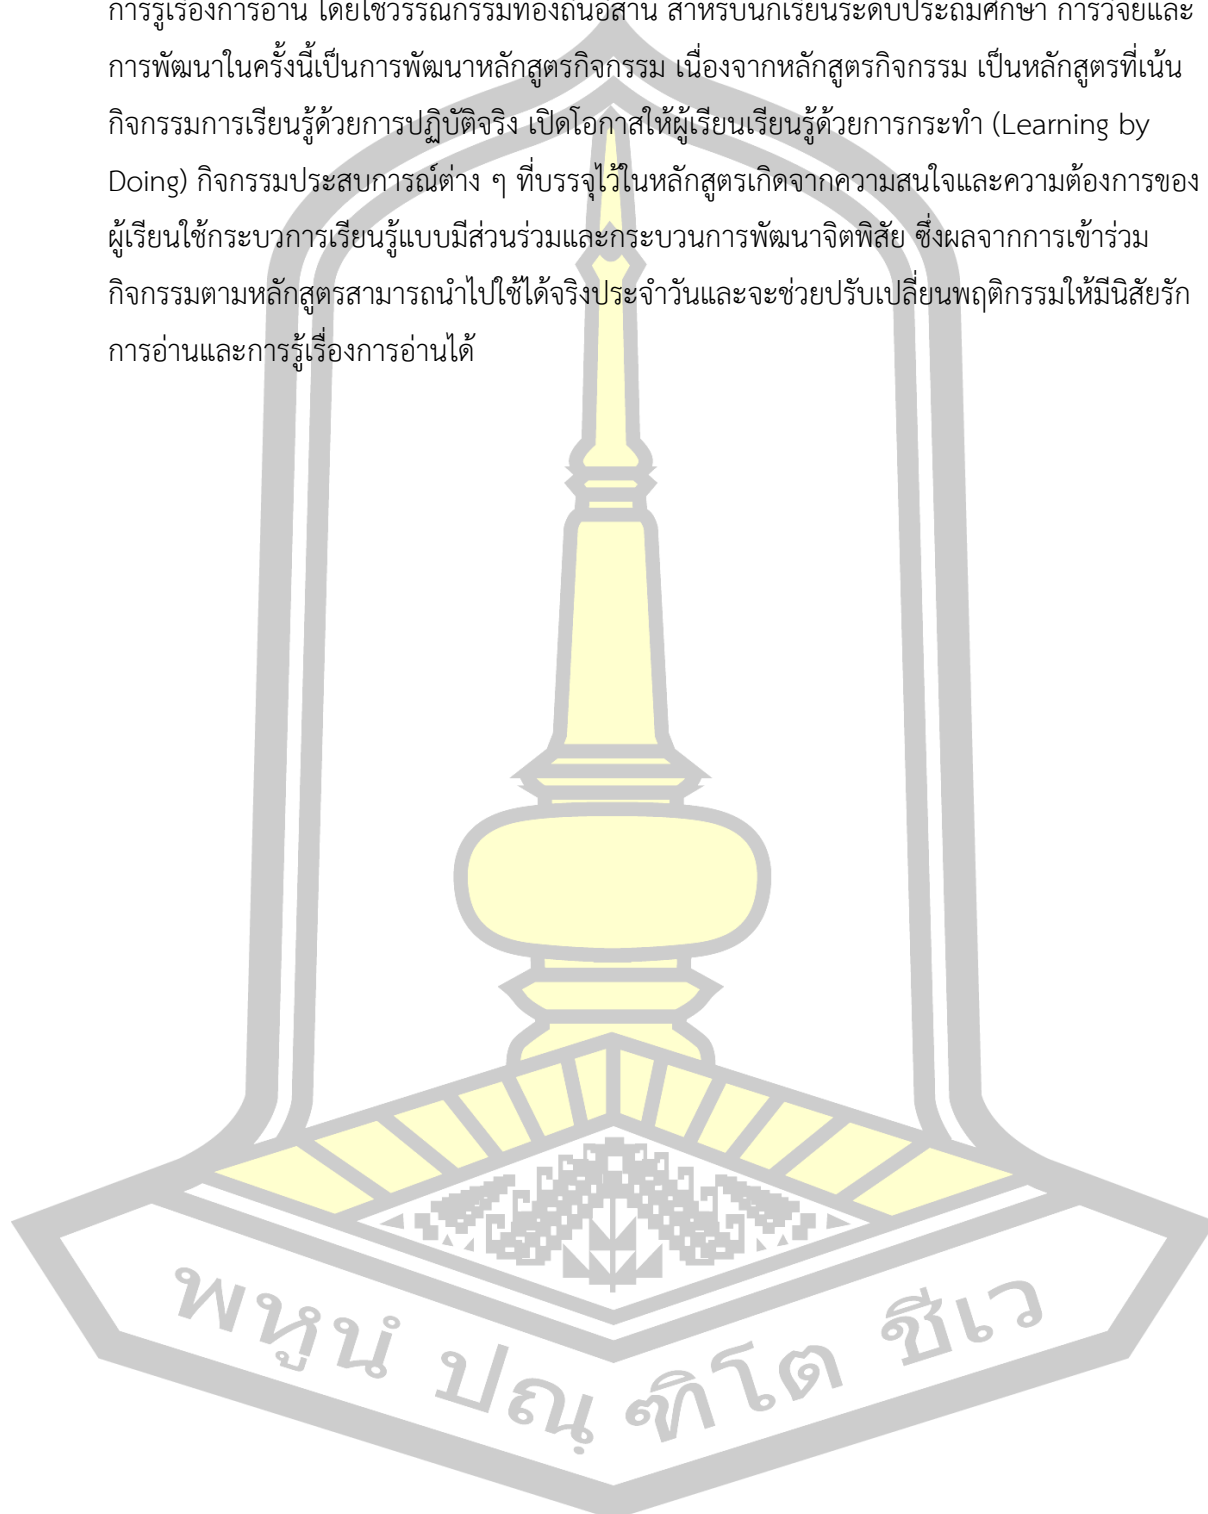 การรู้เรื่องการอ่าน โดยใช้วรรณกรรมท้องถิ่นอีสาน สำหรับนักเรียนระดับประถมศึกษา การวิจัยและ
การพัฒนาในครั้งนี้เป็นการพัฒนาหลักสูตรกิจกรรม เนื่องจากหลักสูตรกิจกรรม เป็นหลักสูตรที่เน้น
กิจกรรมการเรียนรู้ด้วยการปฏิบัติจริง เปิดโอกาสให้ผู้เรียนเรียนรู้ด้วยการกระทำ (Learning by
Doing) กิจกรรมประสบการณ์ต่าง ๆ ที่บรรจุไว้ในหลักสูตรเกิดจากความสนใจและความต้องการของ
ผู้เรียนใช้กระบวการเรียนรู้แบบมีส่วนร่วมและกระบวนการพัฒนาจิตพิสัย ซึ่งผลจากการเข้าร่วม
กิจกรรมตามหลักสูตรสามารถนำไปใช้ได้จริงประจำวันและจะช่วยปรับเปลี่ยนพฤติกรรมให้มีนิสัยรัก
การอ่านและการรู้เรื่องการอ่านได้
พหูนํ ปณฺฑิโต ชีเว